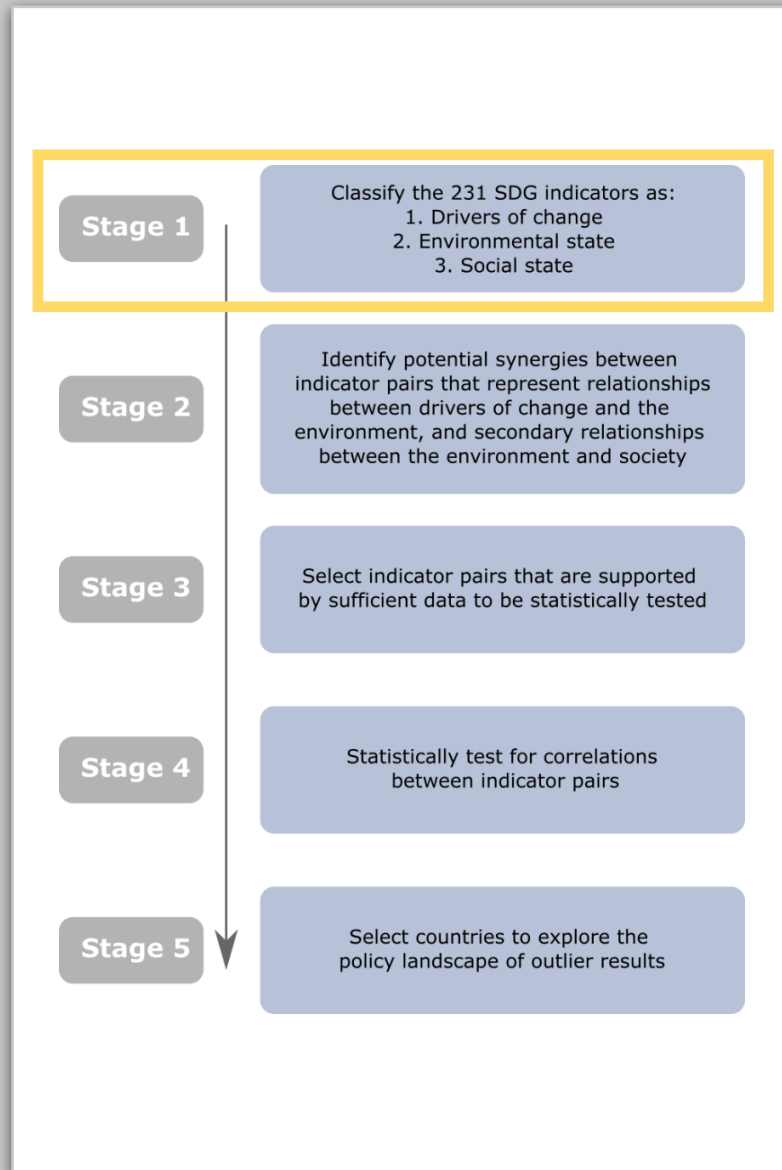 Stage 1
Classify the 231 SDG indicators as:
1. Drivers of change
2. Environmental state
3. Social state
Stage 2
Identify potential synergies between
indicator pairs that represent relationships
between drivers of change and the
environment, and secondary relationships
between the environment and society
Stage 3
Select indicator pairs that are supported
by sufficient data to be statistically tested
Stage 4
Statistically test for correlations
between indicator pairs
Stage 5
Select countries to explore the
policy landscape of outlier results